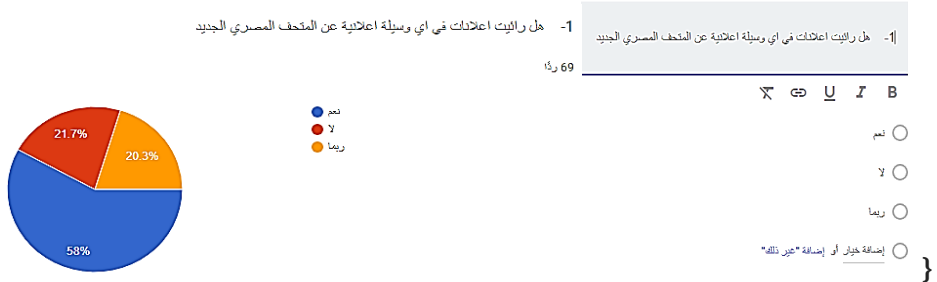 1- هل رائيت اعلانات في اي وسيلة اعلانية عن المتحف المصري الجديد
نعم
لا
ربما
إضافة خيار أو إضافة "عير ذلك"
{
1- هل رائيت اعلانات في اي وسيلة اعلانية عن المتحف المصري الجديد
69 ردًا
نعم
لا
ربما
21.7%
20.3%
58%